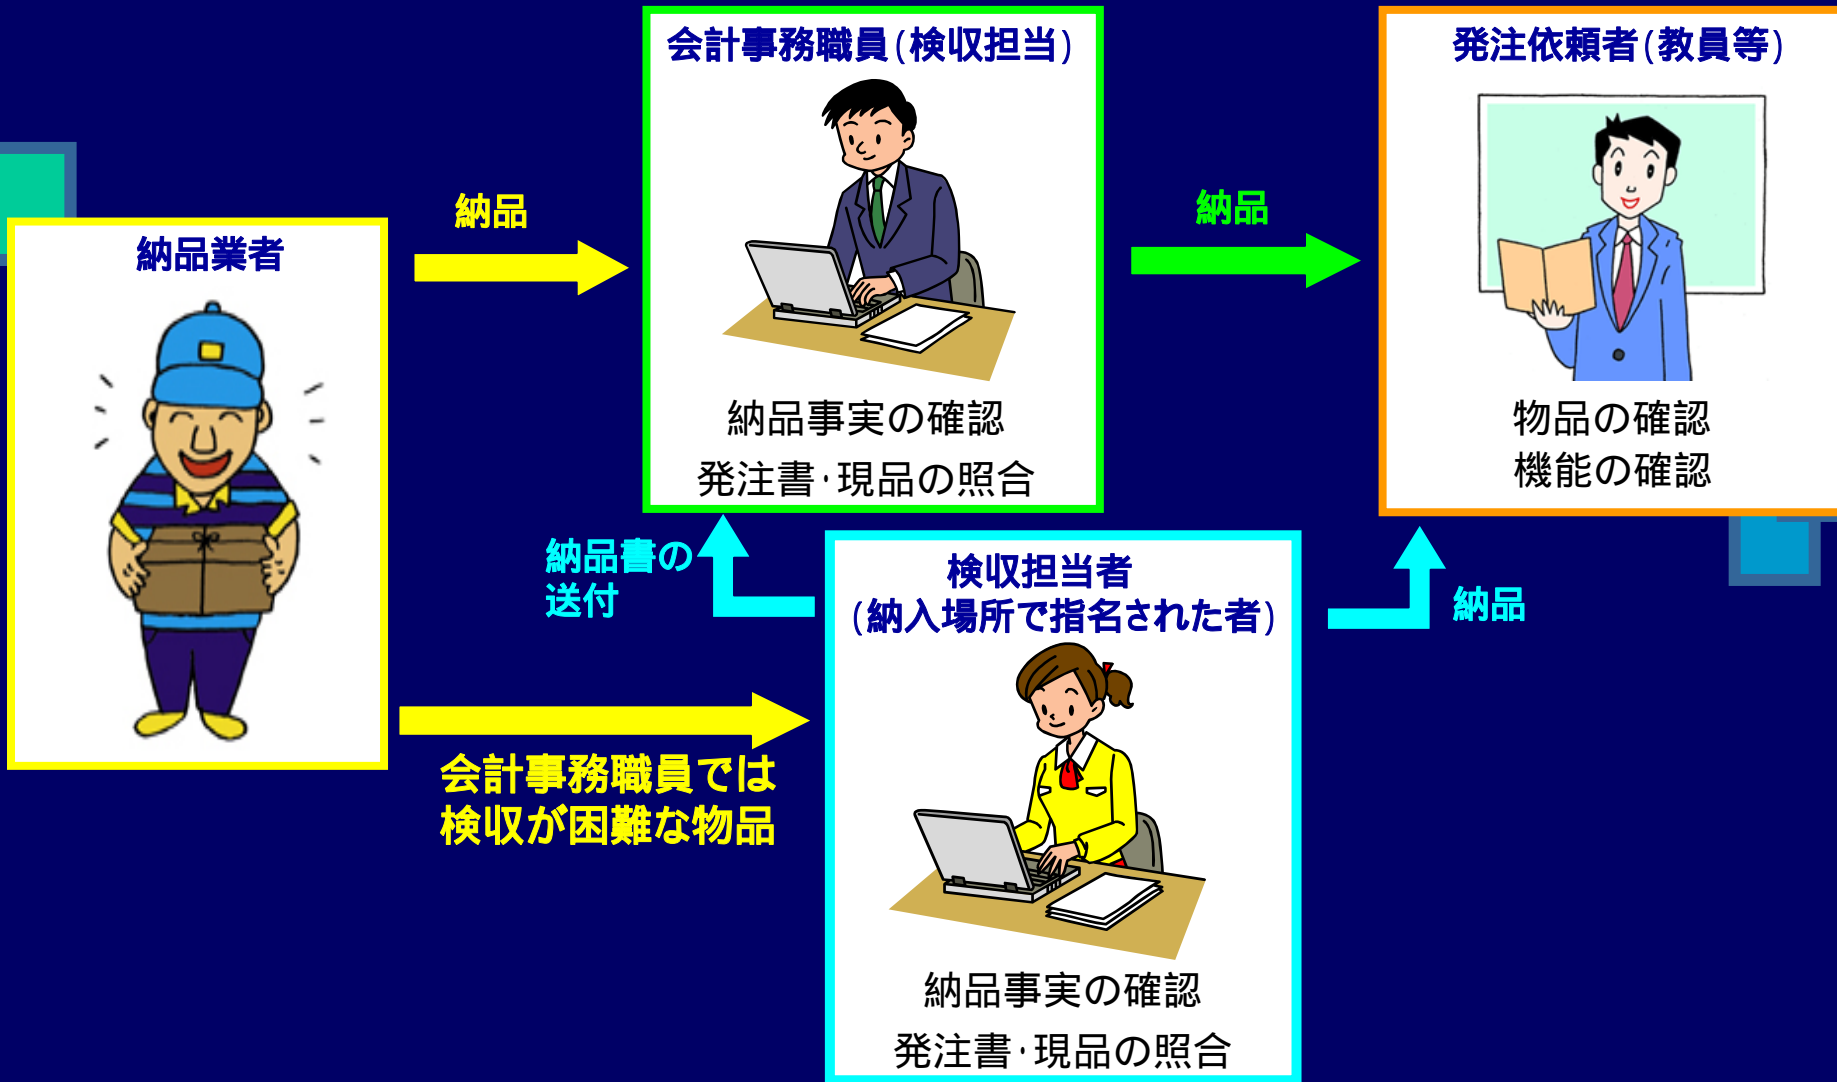 会計事務職員(検収担当)
納品事実の確認
発注書・現品の照合
発注依頼者(教員等)
物品の確認
機能の確認
納品
納品
納品業者
納品書の
送付
検収担当者
(納入場所で指名された者)
納品事実の確認
発注書・現品の照合
納品
会計事務職員では
検収が困難な物品